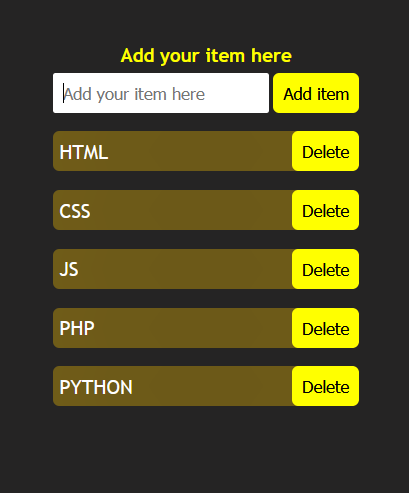 Add your item here
Add your item here Add item
HTML Delete
CSS Delete
JS Delete
PHP Delete
PYTHON Delete